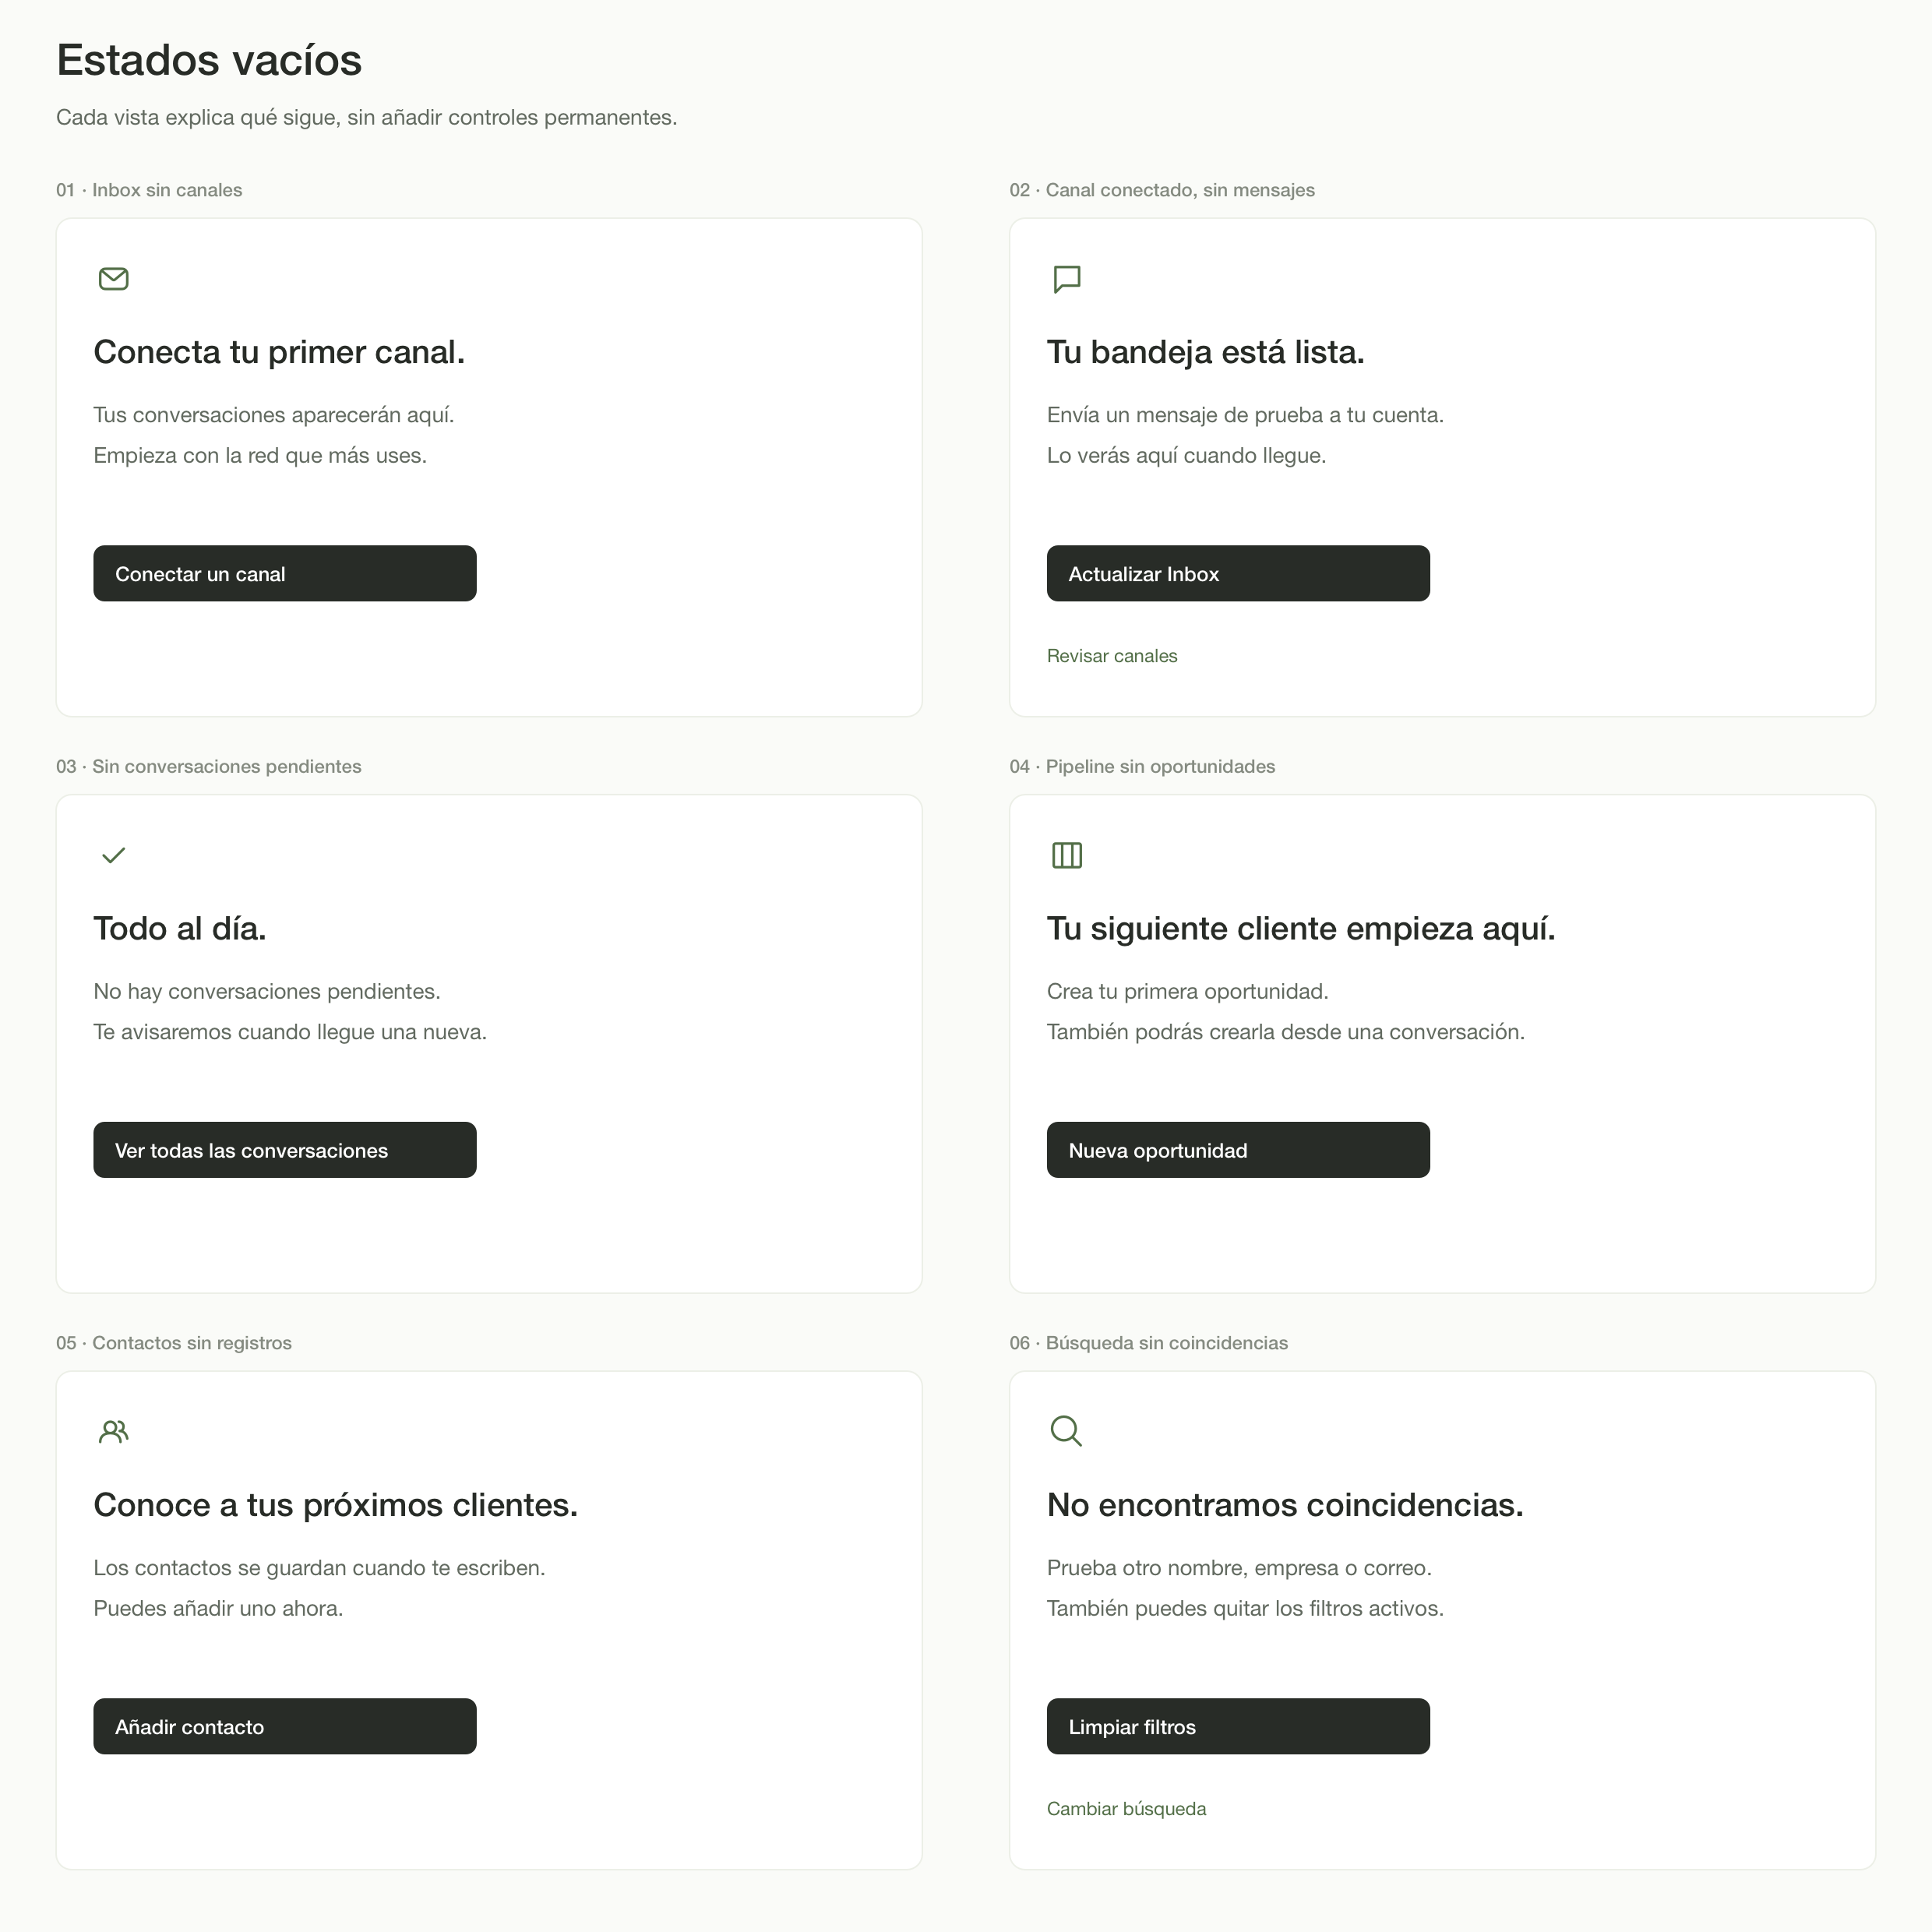 Estados vacíos
Cada vista explica qué sigue, sin añadir controles permanentes.
01 · Inbox sin canales
Conecta tu primer canal.
Tus conversaciones aparecerán aquí.
Empieza con la red que más uses.
Conectar un canal
02 · Canal conectado, sin mensajes
Tu bandeja está lista.
Envía un mensaje de prueba a tu cuenta.
Lo verás aquí cuando llegue.
Actualizar Inbox
Revisar canales
03 · Sin conversaciones pendientes
Todo al día.
No hay conversaciones pendientes.
Te avisaremos cuando llegue una nueva.
Ver todas las conversaciones
04 · Pipeline sin oportunidades
Tu siguiente cliente empieza aquí.
Crea tu primera oportunidad.
También podrás crearla desde una conversación.
Nueva oportunidad
05 · Contactos sin registros
Conoce a tus próximos clientes.
Los contactos se guardan cuando te escriben.
Puedes añadir uno ahora.
Añadir contacto
06 · Búsqueda sin coincidencias
No encontramos coincidencias.
Prueba otro nombre, empresa o correo.
También puedes quitar los filtros activos.
Limpiar filtros
Cambiar búsqueda